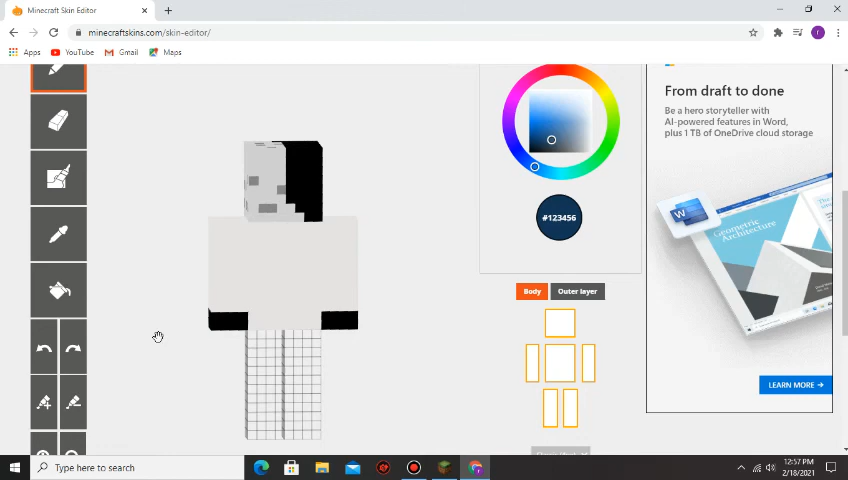 Minecraft Skin Editor
minecraftskins.com/skin-editor/
Apps YouTube Gmail Maps
From draft to done
Be a hero storyteller with
AI-powered features in Word,
plus 1 TB of OneDrive cloud storage
W
Geometric
Architecture
#123456
Body Outer layer
LEARN MORE
Type here to search
12:57 PM
2/18/2021